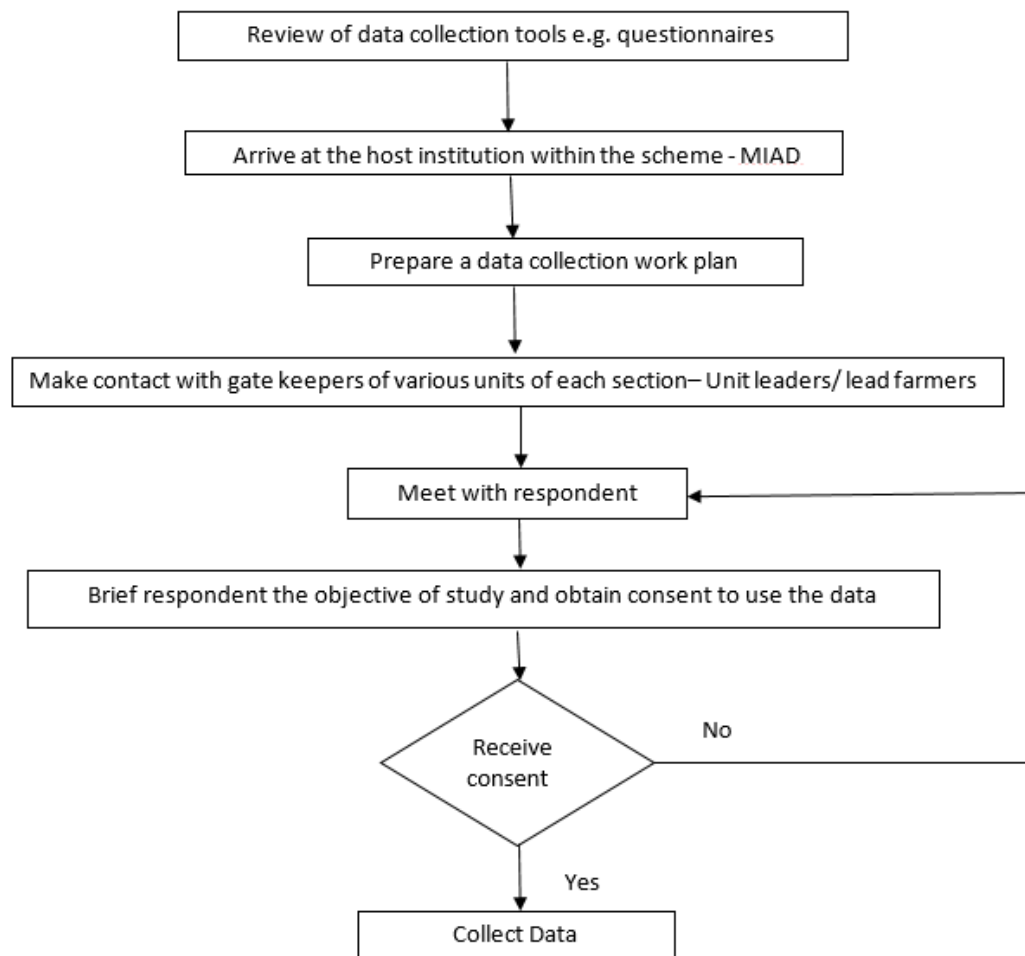 Review of data collection tools e.g. questionnaires
Arrive at the host institution within the scheme - MIAD
Prepare a data collection work plan
Make contact with gate keepers of various units of each section– Unit leaders/ lead farmers
Meet with respondent
Brief respondent the objective of study and obtain consent to use the data
Receive
consent
No
Yes
Collect Data